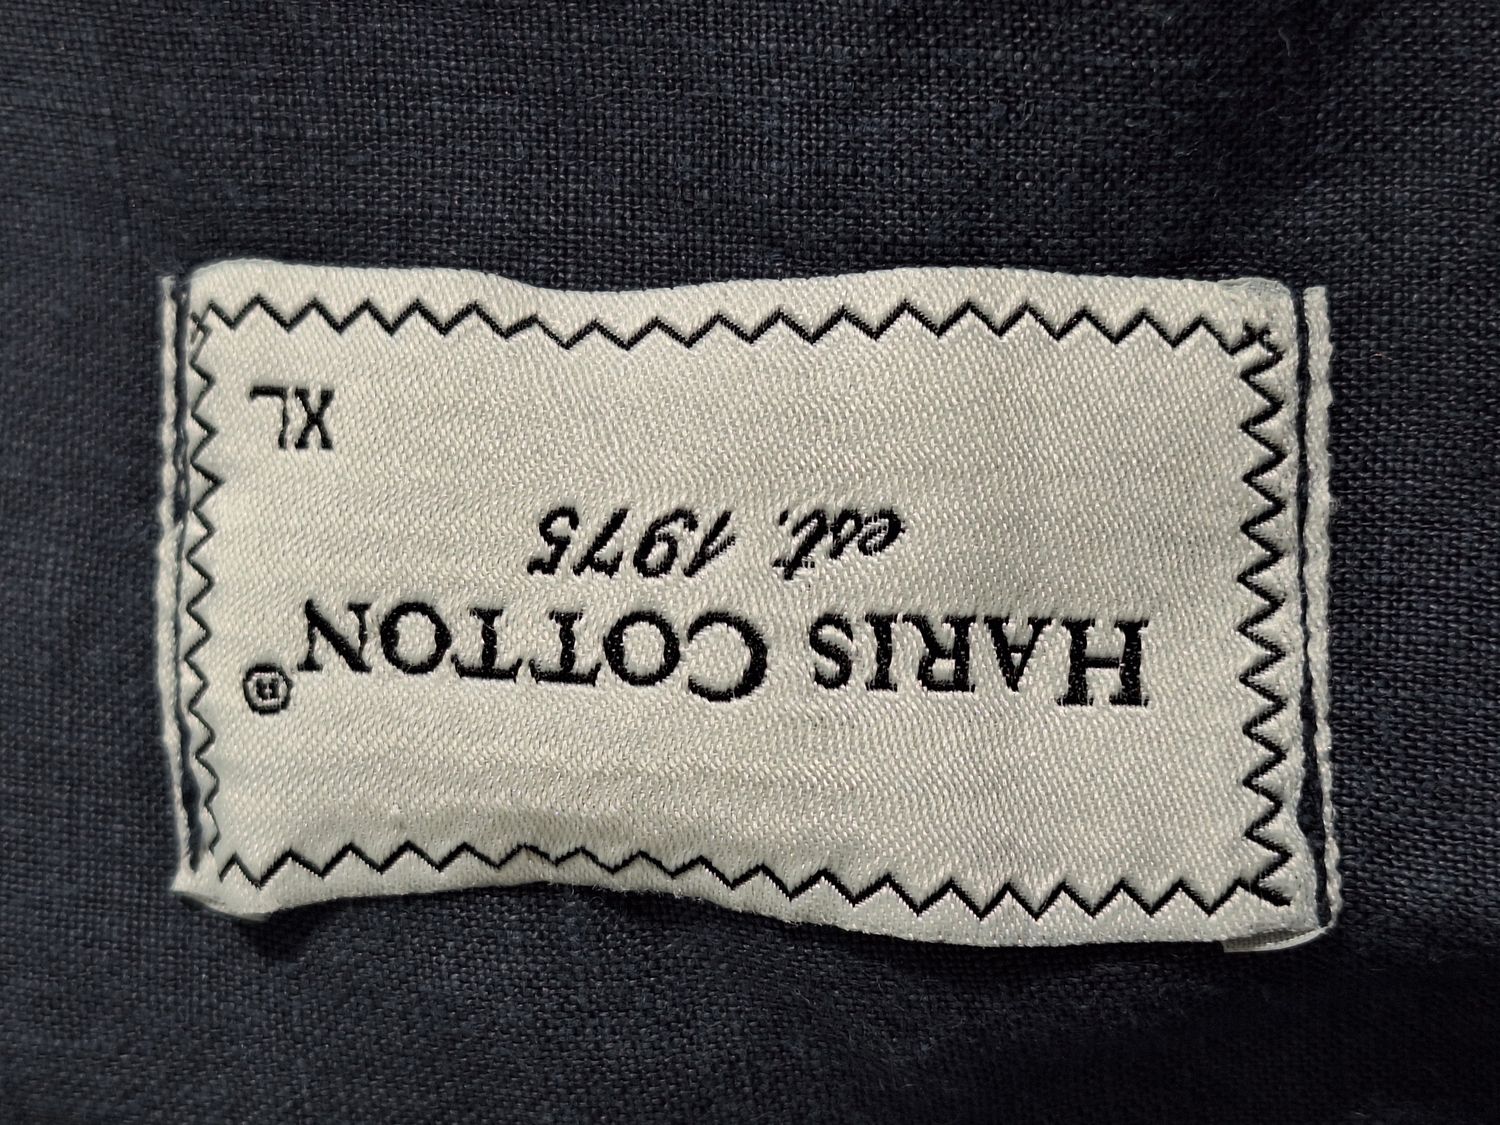 HARIS COTTON®
est. 1975
XL